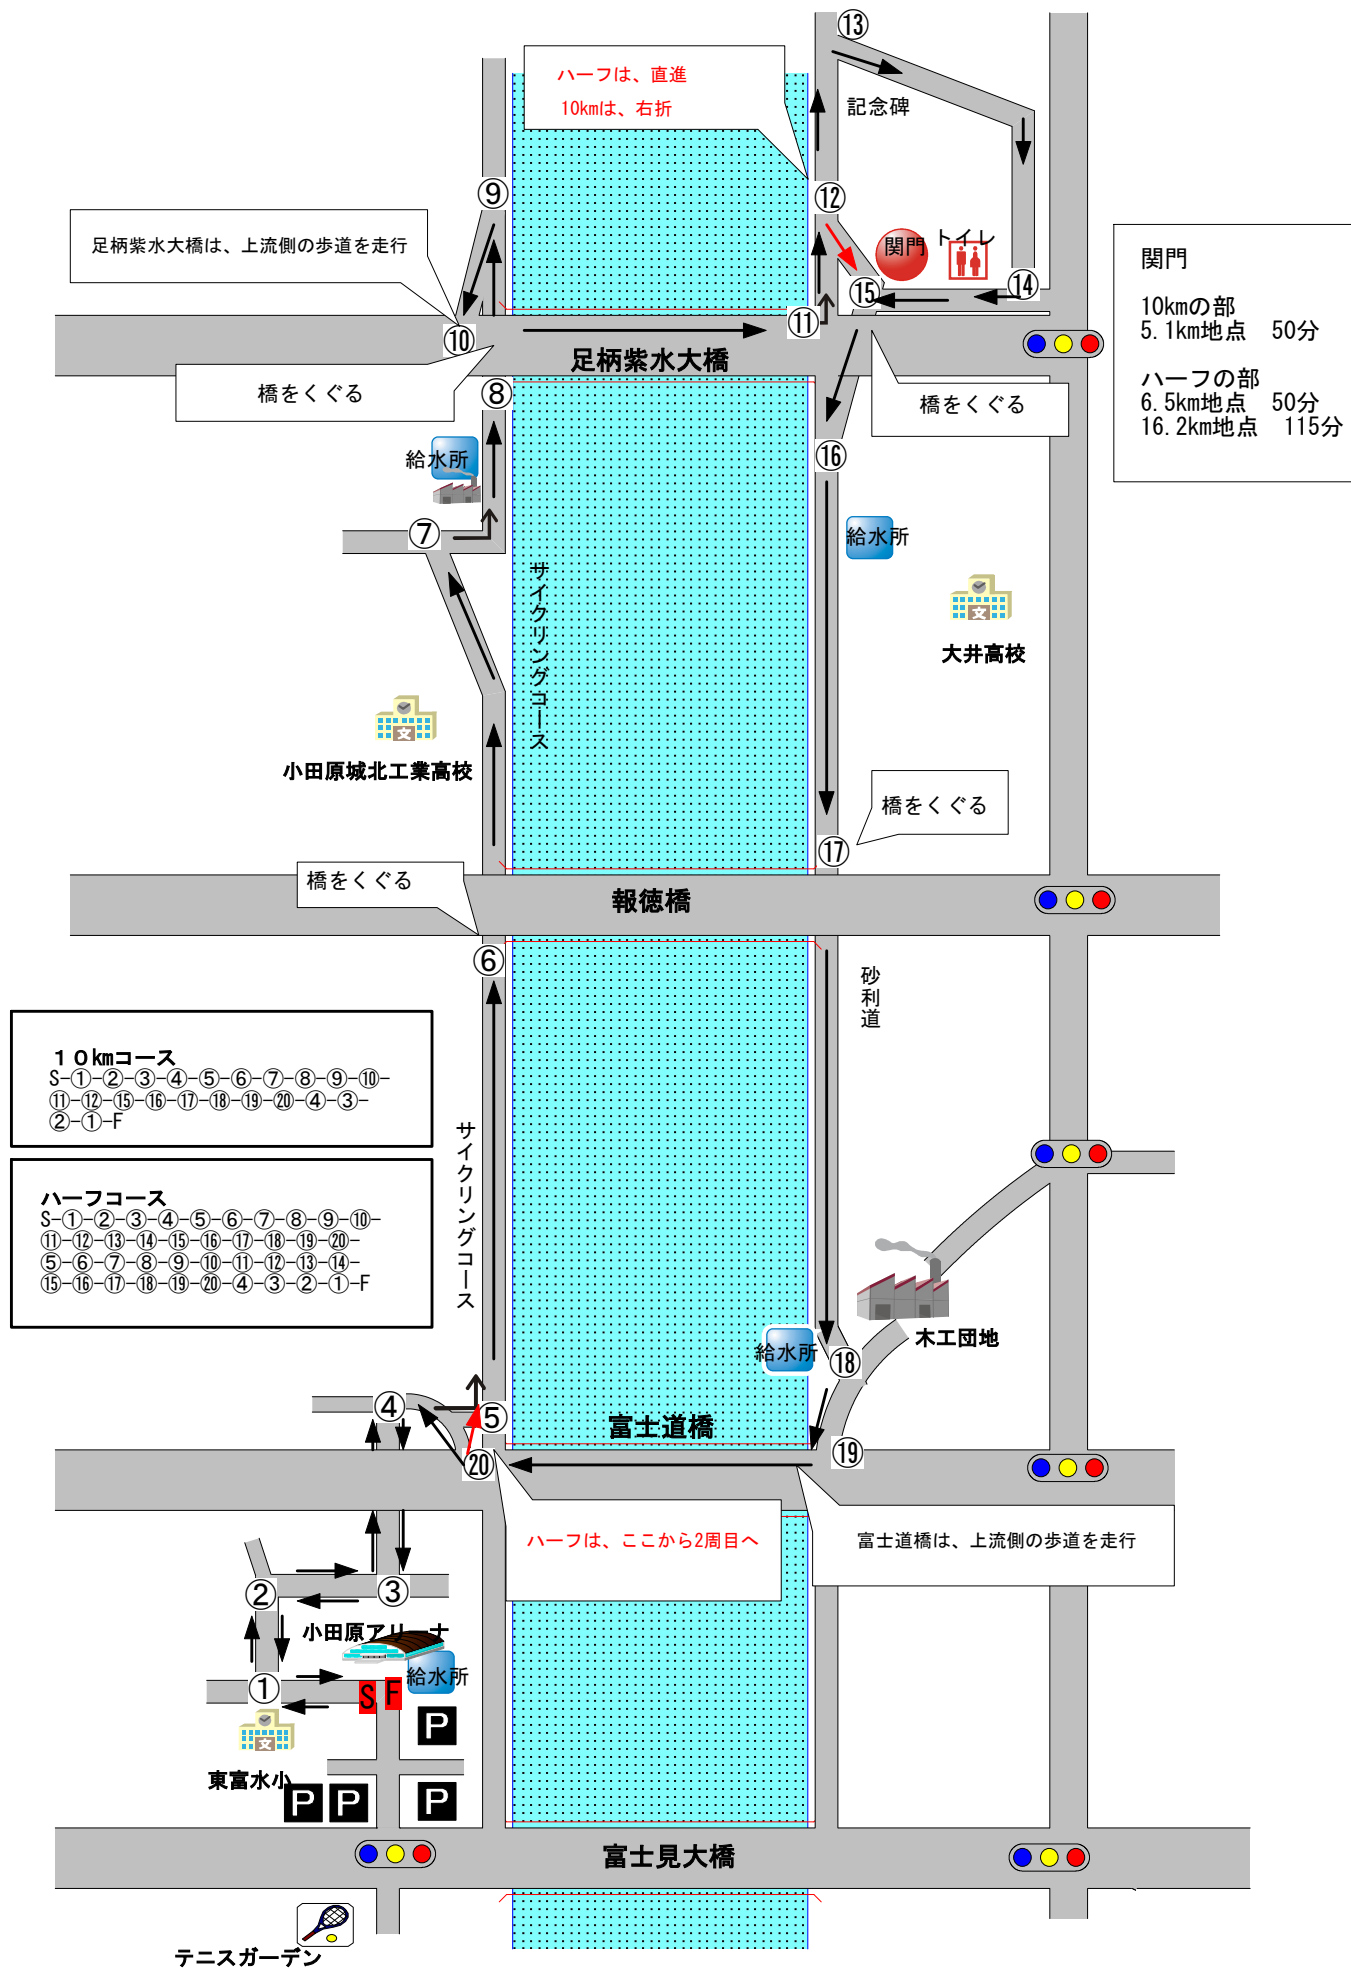 ⑬
ハーフは、直進
10kmは、右折
記念碑
⑨
⑫
足柄紫水大橋は、上流側の歩道を走行
関門
トイレ
⑭
⑮
⑪
⑩
足柄紫水大橋
関門
10kmの部
5.1km地点 50分
ハーフの部
6.5km地点 50分
16.2km地点 115分
橋をくぐる
⑧
橋をくぐる
給水所
⑯
⑦
給水所
サイクリングコース
大井高校
小田原城北工業高校
橋をくぐる
⑰
橋をくぐる
報徳橋
⑥
砂利道
10kmコース
S-①-②-③-④-⑤-⑥-⑦-⑧-⑨-⑩-
⑪-⑫-⑮-⑯-⑰-⑱-⑲-⑳-④-③-
②-①-F
サイクリングコース
ハーフコース
S-①-②-③-④-⑤-⑥-⑦-⑧-⑨-⑩-
⑪-⑫-⑬-⑭-⑮-⑯-⑰-⑱-⑲-⑳-
⑤-⑥-⑦-⑧-⑨-⑩-⑪-⑫-⑬-⑭-
⑮-⑯-⑰-⑱-⑲-⑳-④-③-②-①-F
木工団地
給水所
⑱
④
⑤
富士道橋
⑳
⑲
ハーフは、ここから2周目へ
富士道橋は、上流側の歩道を走行
②
③
小田原アリーナ
給水所
①
S
F
P
文
東富水小
P
P
P
富士見大橋
テニスガーデン
文
文